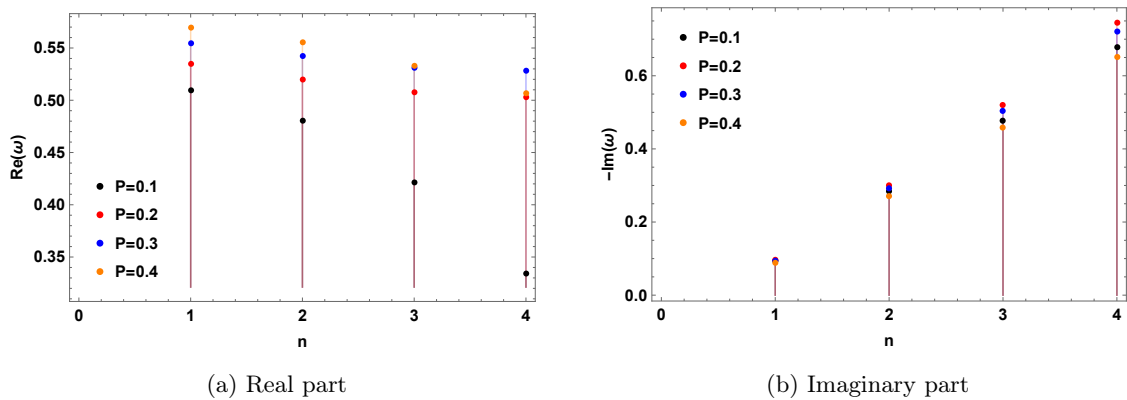 Re(ω)
0.55
0.50
0.45
0.40
0.35
P=0.1
P=0.2
P=0.3
P=0.4
0 1 2 3 4
n
(a) Real part
-Im(ω)
0.6
0.4
0.2
0.0
P=0.1
P=0.2
P=0.3
P=0.4
0 1 2 3 4
n
(b) Imaginary part